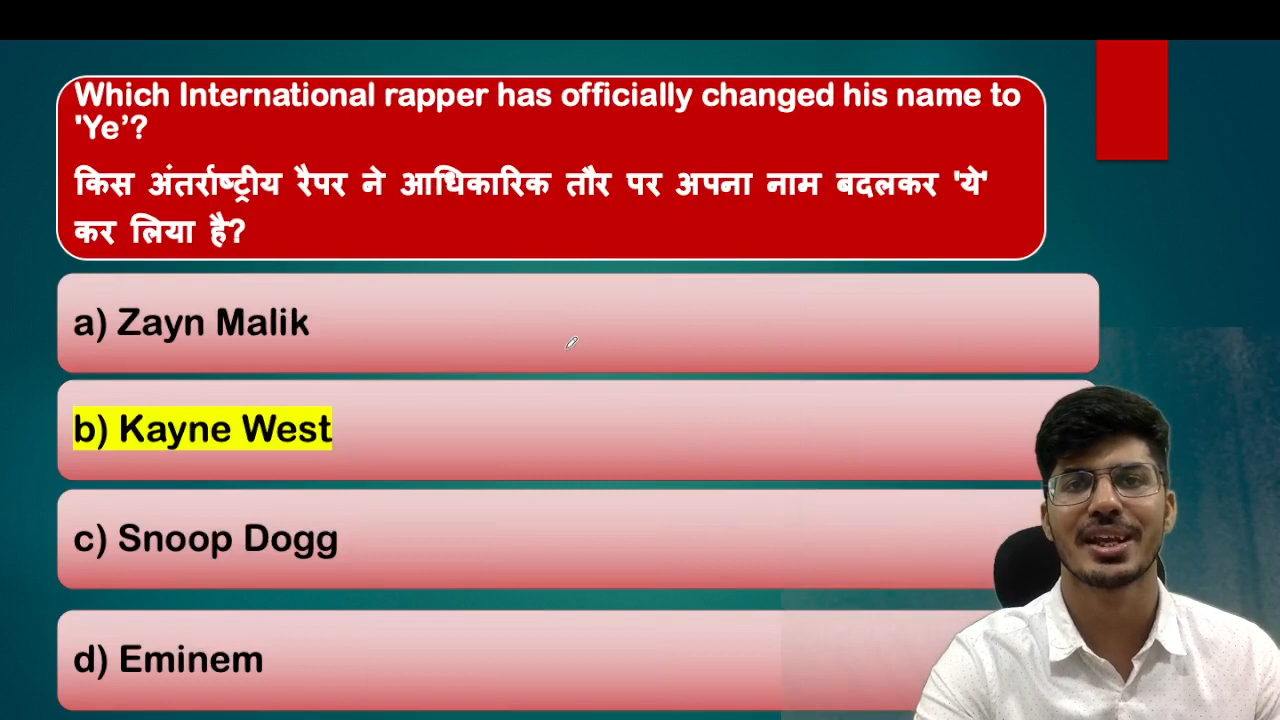 Which International rapper has officially changed his name to
'Ye’?
किस अंतर्राष्ट्रीय रैपर ने आधिकारिक तौर पर अपना नाम बदलकर 'ये'
कर लिया है?
a) Zayn Malik
b) Kayne West
c) Snoop Dogg
d) Eminem